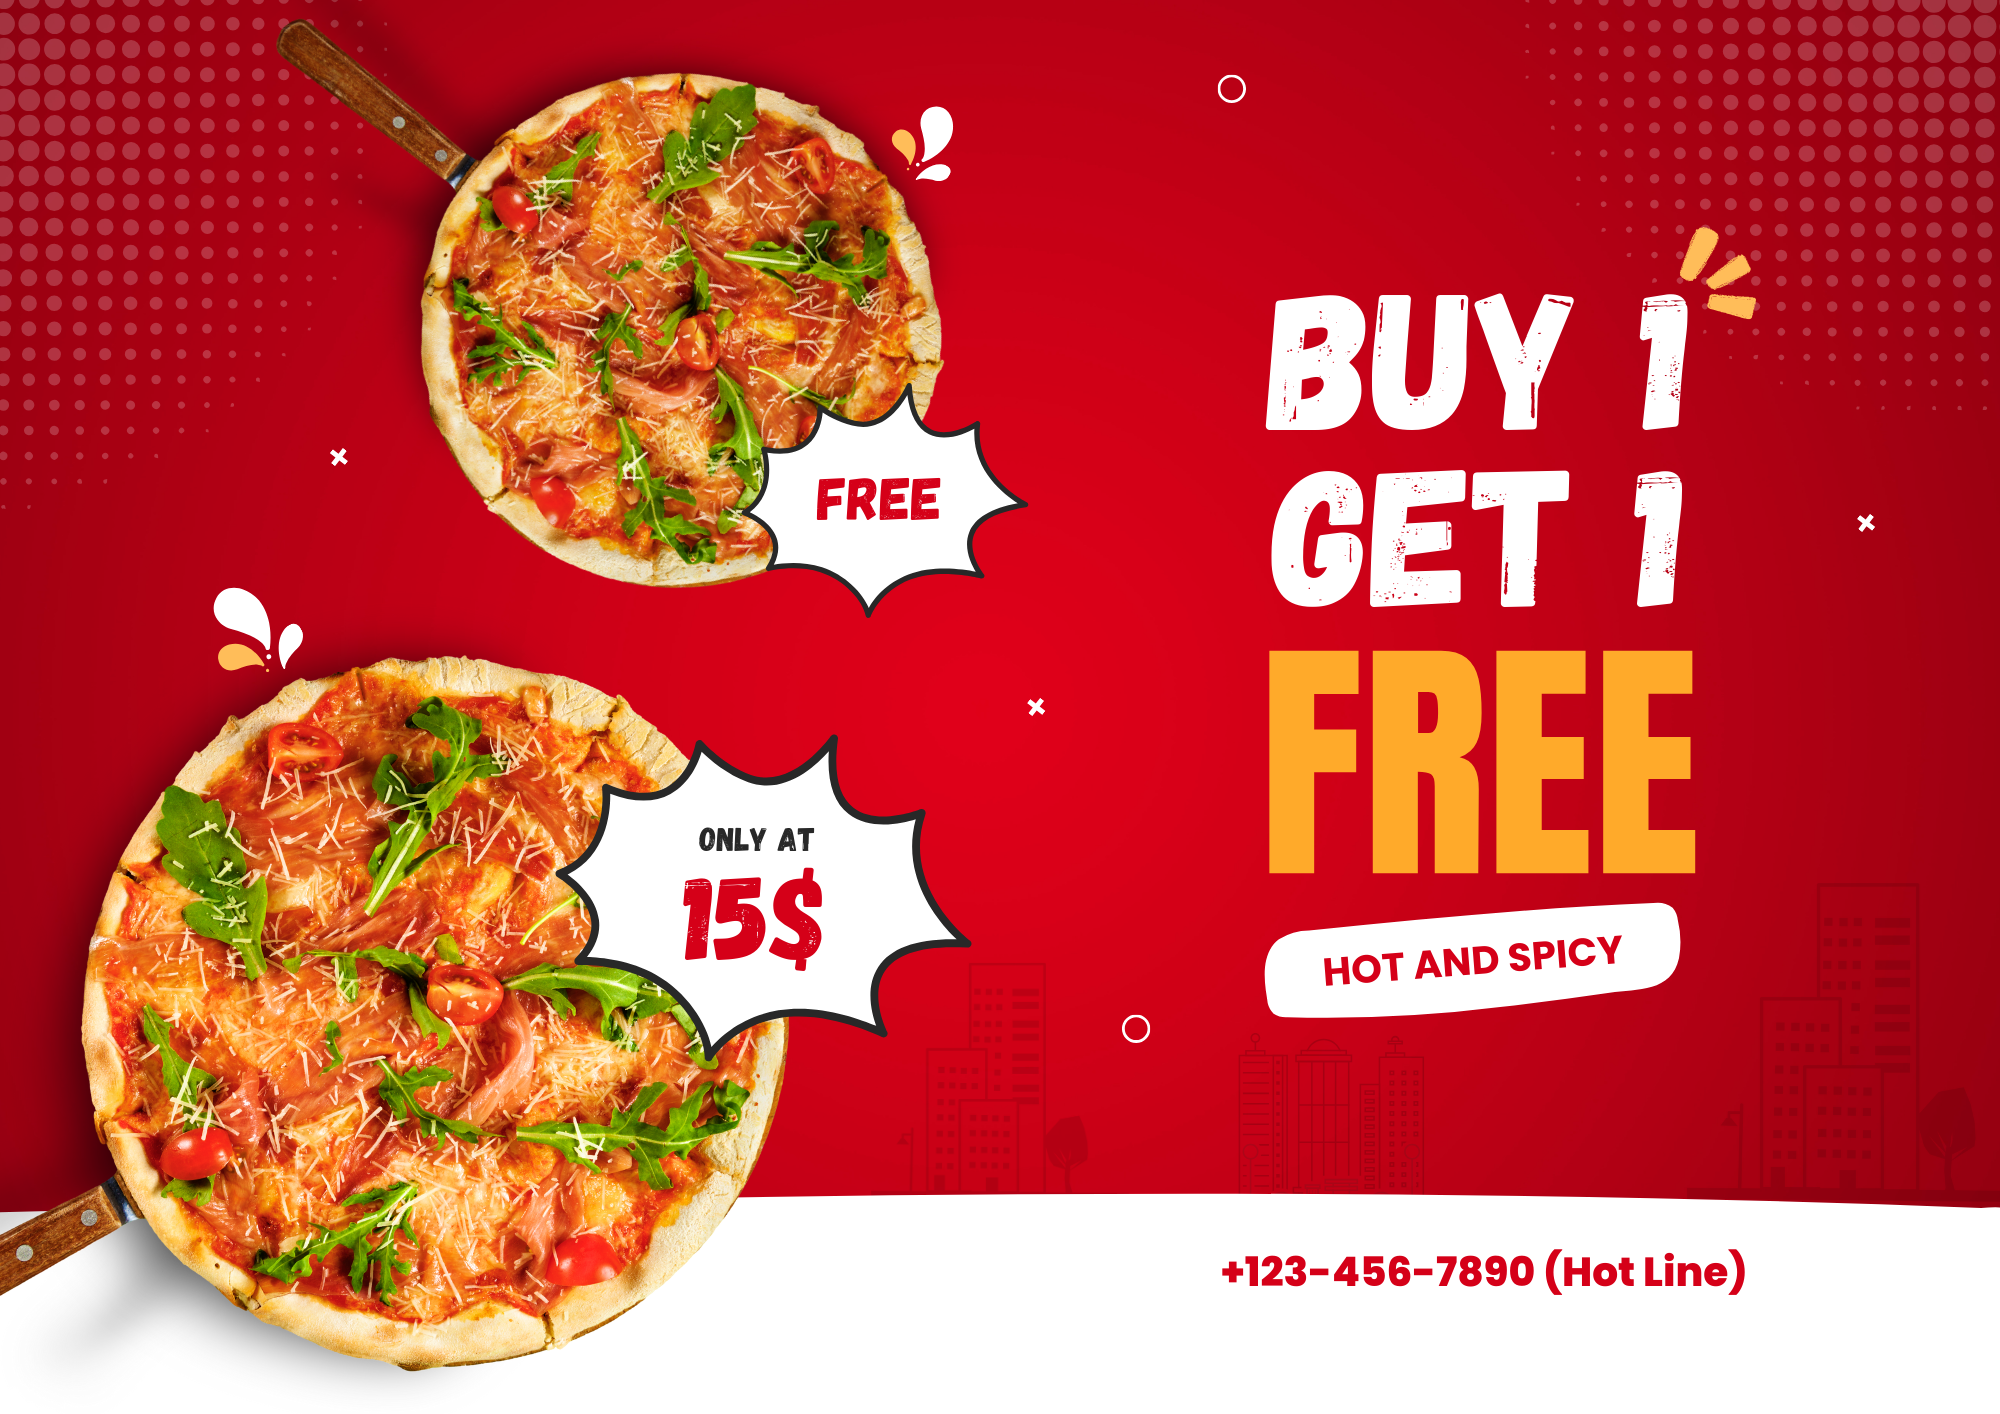 FREE
ONLY AT
15$
BUY 1
GET 1
FREE
HOT AND SPICY
+123-456-7890 (Hot Line)